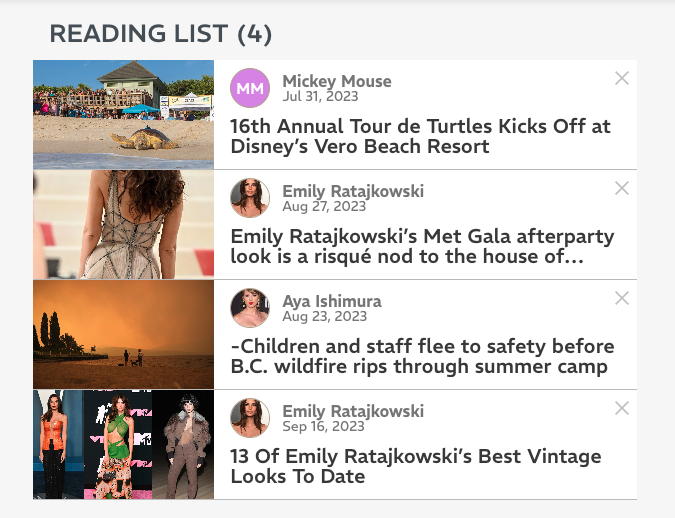 READING LIST (4)
MM
Mickey Mouse
Jul 31, 2023
16th Annual Tour de Turtles Kicks Off at
Disney’s Vero Beach Resort
Emily Ratajkowski
Aug 27, 2023
Emily Ratajkowski’s Met Gala afterparty
look is a risqué nod to the house of…
Aya Ishimura
Aug 23, 2023
-Children and staff flee to safety before
B.C. wildfire rips through summer camp
Emily Ratajkowski
Sep 16, 2023
13 Of Emily Ratajkowski’s Best Vintage
Looks To Date